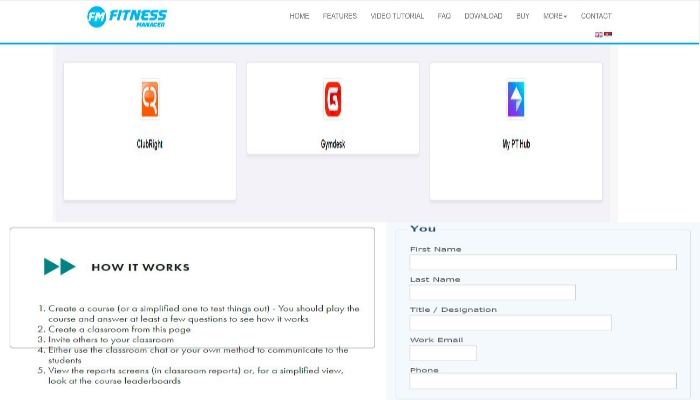 FM FITNESS
MANAGER
HOME FEATURES VIDEO TUTORIAL FAQ DOWNLOAD BUY MORE CONTACT
ClubRight
Gymdesk
My PT Hub
HOW IT WORKS
1. Create a course (or a simplified one to test things out) - You should play the
course and answer at least a few questions to see how it works
2. Create a classroom from this page
3. Invite others to your classroom
4. Either use the classroom chat or your own method to communicate to the
students
5. View the reports screens (in classroom reports) or, for a simplified view,
look at the course leaderboards
You
First Name
Last Name
Title / Designation
Work Email
Phone